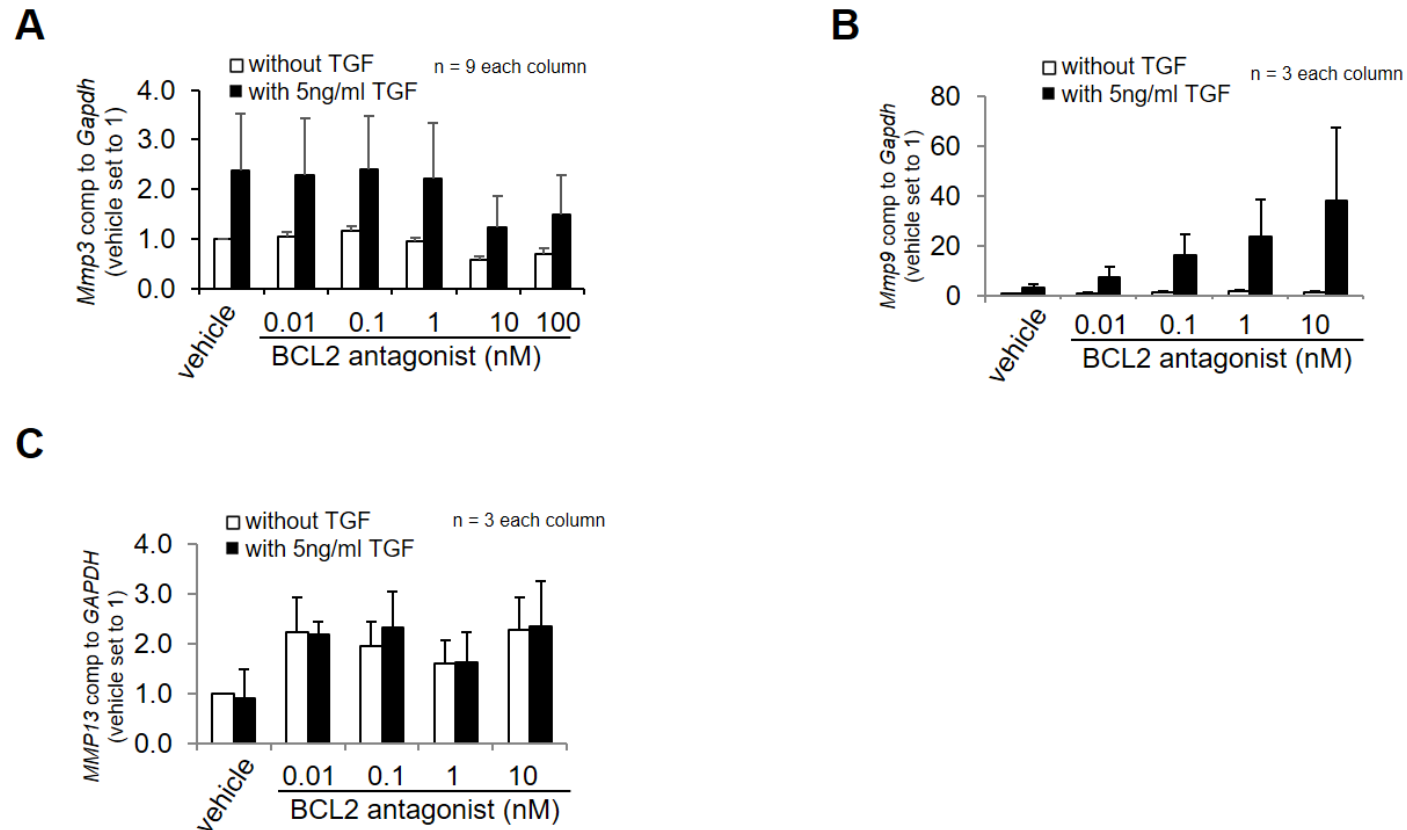 A
without TGF
with 5ng/ml TGF
n = 9 each column
Mmp3 comp to Gapdh
(vehicle set to 1)
4.0
3.0
2.0
1.0
0.0
vehicle
0.01 0.1 1 10 100
BCL2 antagonist (nM)
B
without TGF
with 5ng/ml TGF
n = 3 each column
Mmp9 comp to Gapdh
(vehicle set to 1)
80
60
40
20
0
vehicle
0.01 0.1 1 10
BCL2 antagonist (nM)
C
without TGF
with 5ng/ml TGF
n = 3 each column
MMP13 comp to GAPDH
(vehicle set to 1)
4.0
3.0
2.0
1.0
0.0
vehicle
0.01 0.1 1 10
BCL2 antagonist (nM)